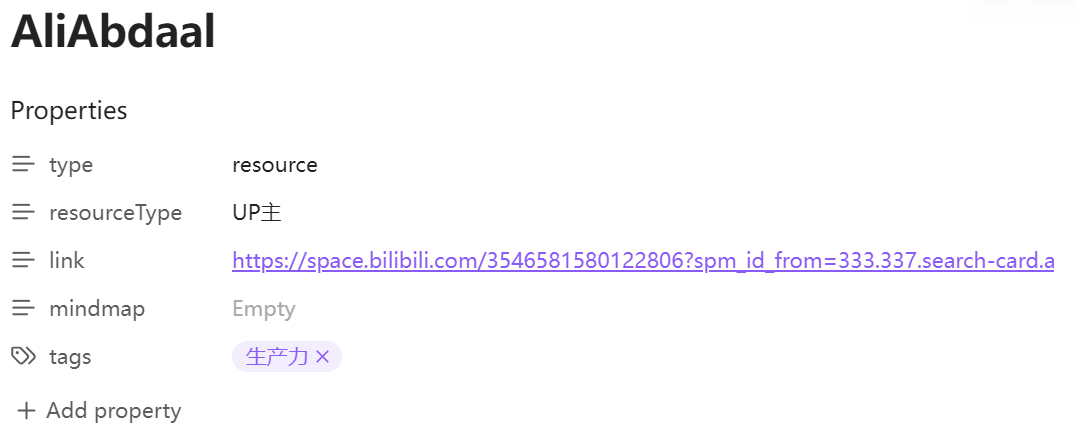 AliAbdaal
Properties
type resource
resourceType UP主
link https://space.bilibili.com/3546581580122806?spm_id_from=333.337.search-card.a
mindmap Empty
tags 生产力 ×
+ Add property